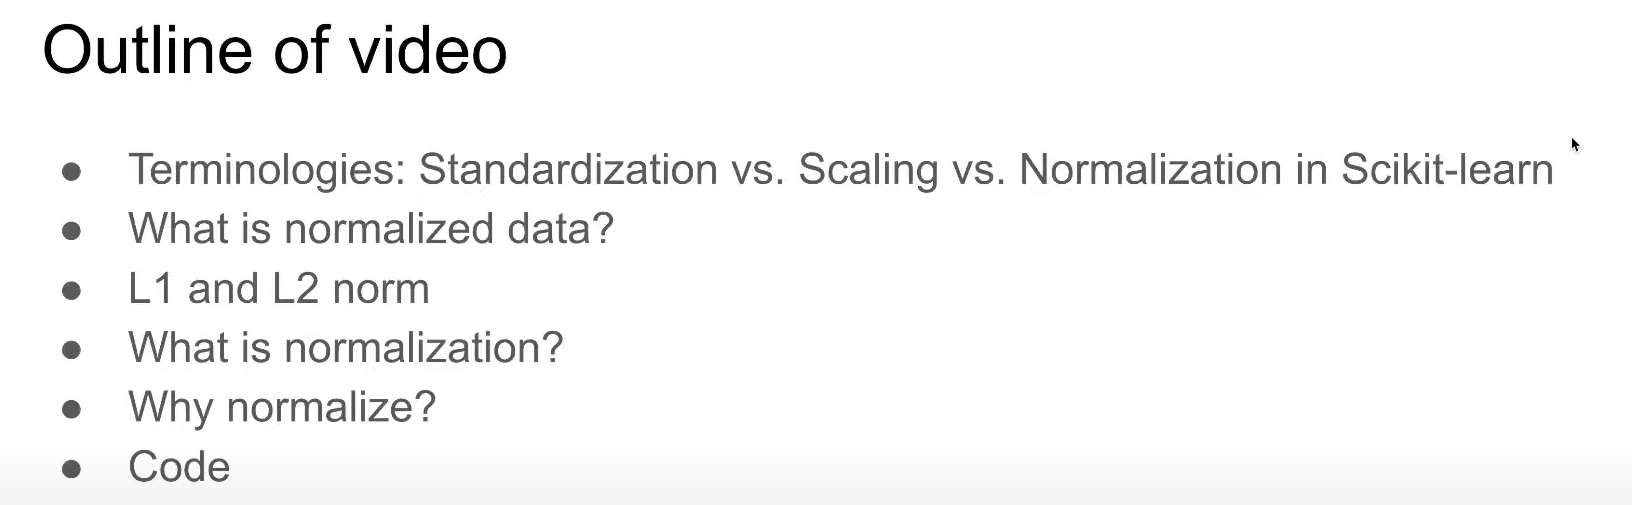 Outline of video
● Terminologies: Standardization vs. Scaling vs. Normalization in Scikit-learn
● What is normalized data?
● L1 and L2 norm
● What is normalization?
● Why normalize?
● Code